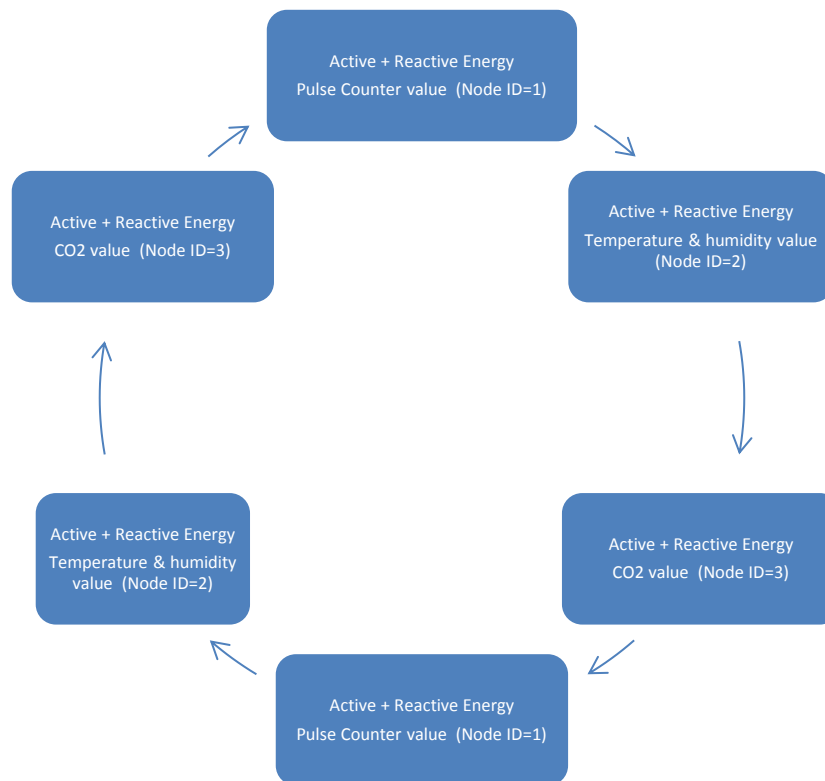 Active + Reactive Energy
Pulse Counter value (Node ID=1)
Active + Reactive Energy
Temperature & humidity value
(Node ID=2)
Active + Reactive Energy
CO2 value (Node ID=3)
Active + Reactive Energy
Pulse Counter value (Node ID=1)
Active + Reactive Energy
Temperature & humidity
value (Node ID=2)
Active + Reactive Energy
CO2 value (Node ID=3)